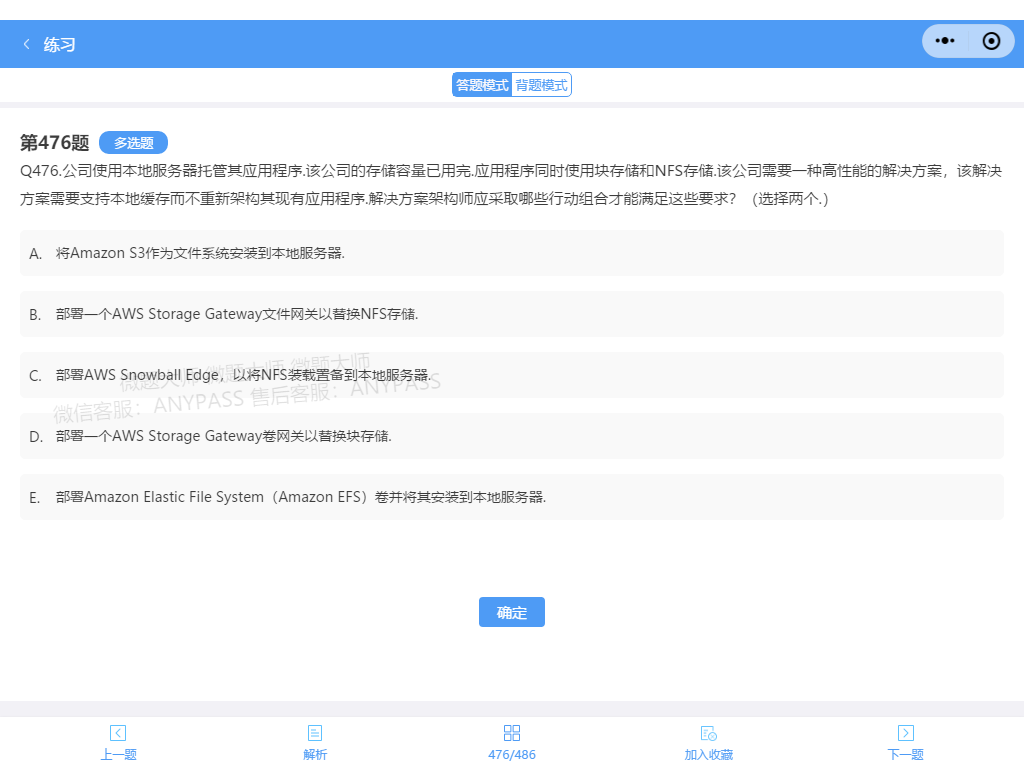 练习
答题模式 背题模式
第476题 多选题
Q476.公司使用本地服务器托管其应用程序.该公司的存储容量已用完.应用程序同时使用块存储和NFS存储.该公司需要一种高性能的解决方案，该解决
方案需要支持本地缓存而不重新架构其现有应用程序.解决方案架构师应采取哪些行动组合才能满足这些要求？（选择两个.）
A. 将Amazon S3作为文件系统安装到本地服务器.
B. 部署一个AWS Storage Gateway文件网关以替换NFS存储.
C. 部署AWS Snowball Edge，以将NFS装载置备到本地服务器.
微题大师 微题大师 微题大师
微信客服：ANYPASS 售后客服：ANYPASS
D. 部署一个AWS Storage Gateway卷网关以替换块存储.
E. 部署Amazon Elastic File System（Amazon EFS）卷并将其安装到本地服务器.
确定
上一题 解析 476/486 加入收藏 下一题